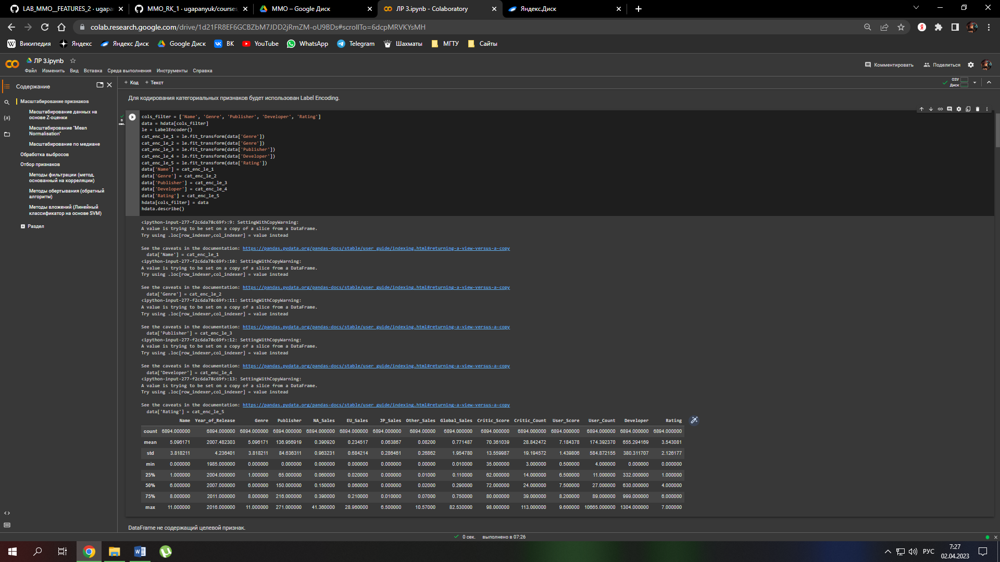 LAB_MMO__FEATURES_2 · ugapa
MMO_RK_1 · ugapanyuk/courses_
MMO – Google Диск
ЛР 3.ipynb - Colaboratory
Яндекс.Диск
colab.research.google.com/drive/1d21FR8EF6GCBZbM7JDD2jRmZM-oU9BDs#scrollTo=6dcpMRVKYsMH
Википедия
Яндекс
Яндекс Диск
Google Диск
ВК
YouTube
WhatsApp
Telegram
Шахматы
МГТУ
Сайты
ЛР 3.ipynb
Файл Изменить Вид Вставка Среда выполнения Инструменты Справка
Комментировать
Поделиться
Содержание
+ Код + Текст
ОЗУ
Диск
Масштабирование признаков
Масштабирование данных на
основе Z-оценки
Масштабирование "Mean
Normalisation"
Масштабирование по медиане
Обработка выбросов
Отбор признаков
Методы фильтрации (метод,
основанный на корреляции)
Методы обертывания (обратный
алгоритм)
Методы вложений (Линейный
классификатор на основе SVM)
Раздел
Для кодирования категориальных признаков будет использован Label Encoding.
0
сек.
cols_filter = ['Name', 'Genre', 'Publisher', 'Developer', 'Rating']
data = hdata[cols_filter]
le = LabelEncoder()
cat_enc_le_1 = le.fit_transform(data['Genre'])
cat_enc_le_2 = le.fit_transform(data['Genre'])
cat_enc_le_3 = le.fit_transform(data['Publisher'])
cat_enc_le_4 = le.fit_transform(data['Developer'])
cat_enc_le_5 = le.fit_transform(data['Rating'])
data['Name'] = cat_enc_le_1
data['Genre'] = cat_enc_le_2
data['Publisher'] = cat_enc_le_3
data['Developer'] = cat_enc_le_4
data['Rating'] = cat_enc_le_5
hdata[cols_filter] = data
hdata.describe()
<ipython-input-277-f2c6da78c69f>:9: SettingWithCopyWarning:
A value is trying to be set on a copy of a slice from a DataFrame.
Try using .loc[row_indexer,col_indexer] = value instead
See the caveats in the documentation: https://pandas.pydata.org/pandas-docs/stable/user_guide/indexing.html#returning-a-view-versus-a-copy
data['Name'] = cat_enc_le_1
<ipython-input-277-f2c6da78c69f>:10: SettingWithCopyWarning:
A value is trying to be set on a copy of a slice from a DataFrame.
Try using .loc[row_indexer,col_indexer] = value instead
See the caveats in the documentation: https://pandas.pydata.org/pandas-docs/stable/user_guide/indexing.html#returning-a-view-versus-a-copy
data['Genre'] = cat_enc_le_2
<ipython-input-277-f2c6da78c69f>:11: SettingWithCopyWarning:
A value is trying to be set on a copy of a slice from a DataFrame.
Try using .loc[row_indexer,col_indexer] = value instead
See the caveats in the documentation: https://pandas.pydata.org/pandas-docs/stable/user_guide/indexing.html#returning-a-view-versus-a-copy
data['Publisher'] = cat_enc_le_3
<ipython-input-277-f2c6da78c69f>:12: SettingWithCopyWarning:
A value is trying to be set on a copy of a slice from a DataFrame.
Try using .loc[row_indexer,col_indexer] = value instead
See the caveats in the documentation: https://pandas.pydata.org/pandas-docs/stable/user_guide/indexing.html#returning-a-view-versus-a-copy
data['Developer'] = cat_enc_le_4
<ipython-input-277-f2c6da78c69f>:13: SettingWithCopyWarning:
A value is trying to be set on a copy of a slice from a DataFrame.
Try using .loc[row_indexer,col_indexer] = value instead
See the caveats in the documentation: https://pandas.pydata.org/pandas-docs/stable/user_guide/indexing.html#returning-a-view-versus-a-copy
data['Rating'] = cat_enc_le_5
Name Year_of_Release Genre Publisher NA_Sales EU_Sales JP_Sales Other_Sales Global_Sales Critic_Score Critic_Count User_Score User_Count Developer Rating
count 6894.000000 6894.000000 6894.000000 6894.000000 6894.000000 6894.000000 6894.000000 6894.00000 6894.000000 6894.000000 6894.000000 6894.000000 6894.000000 6894.000000 6894.000000
mean 5.096171 2007.482303 5.096171 136.956919 0.390920 0.234517 0.063867 0.08200 0.771487 70.361039 28.842472 7.184378 174.392370 655.294169 3.543081
std 3.818211 4.236401 3.818211 84.636311 0.963231 0.684214 0.286461 0.26862 1.954780 13.559987 19.194572 1.439806 584.872155 380.311707 2.126177
min 0.000000 1985.000000 0.000000 0.000000 0.000000 0.000000 0.000000 0.00000 0.010000 35.000000 3.000000 0.500000 4.000000 0.000000 0.000000
25% 1.000000 2004.000000 1.000000 65.000000 0.060000 0.020000 0.000000 0.01000 0.110000 62.000000 14.000000 6.500000 11.000000 332.000000 1.000000
50% 6.000000 2007.000000 6.000000 150.000000 0.150000 0.060000 0.000000 0.02000 0.290000 72.000000 24.000000 7.500000 27.000000 630.000000 4.000000
75% 8.000000 2011.000000 8.000000 216.000000 0.390000 0.210000 0.010000 0.07000 0.750000 80.000000 39.000000 8.200000 89.000000 999.000000 6.000000
max 11.000000 2016.000000 11.000000 271.000000 41.360000 28.960000 6.500000 10.57000 82.530000 98.000000 113.000000 9.600000 10665.000000 1304.000000 7.000000
DataFrame не содержащий целевой признак.
0 сек. выполнено в 07:26
РУС
7:27
02.04.2023